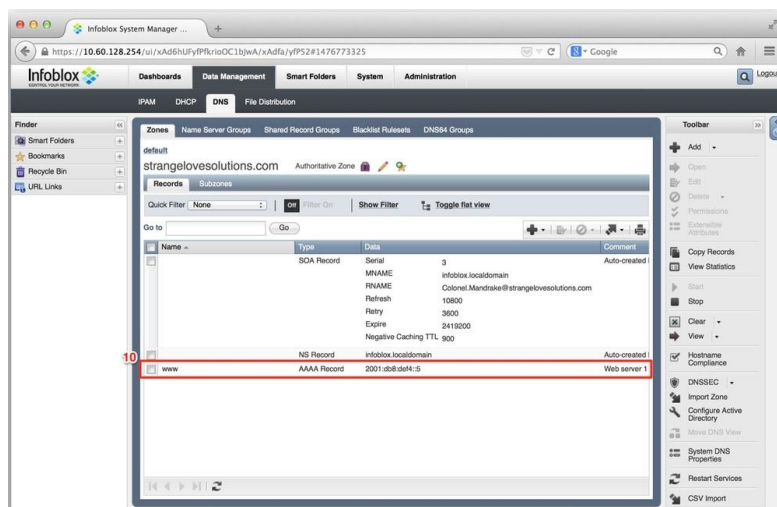 Infoblox System Manager ...
https://10.60.128.254/ui/xAd6hUFyfPfkrioOC1bjwA/xAdfa/yfP52#1476773325
Google
Infoblox
CONTROL YOUR NETWORK
Dashboards Data Management Smart Folders System Administration
Logou
IPAM DHCP DNS File Distribution
Finder
Smart Folders
Bookmarks
Recycle Bin
URL Links
Zones Name Server Groups Shared Record Groups Blacklist Rulesets DNS64 Groups
default
strangelovesolutions.com Authoritative Zone
Records Subzones
Quick Filter None Off Filter On Show Filter Toggle flat view
Go to Go
Name Type Data Comment
SOA Record Serial 3 Auto-created
MNAME infoblox.localdomain
RNAME Colonel.Mandrake@strangelovesolutions.com
Refresh 10800
Retry 3600
Expire 2419200
Negative Caching TTL 900
NS Record infoblox.localdomain Auto-created
10
www AAAA Record 2001:db8:def4::5 Web server 1
Toolbar
Add
Open
Edit
Delete
Permissions
Extensible
Attributes
Copy Records
View Statistics
Start
Stop
Clear
View
Hostname
Compliance
DNSSEC
Import Zone
Configure Active
Directory
Move DNS View
System DNS
Properties
Restart Services
CSV Import